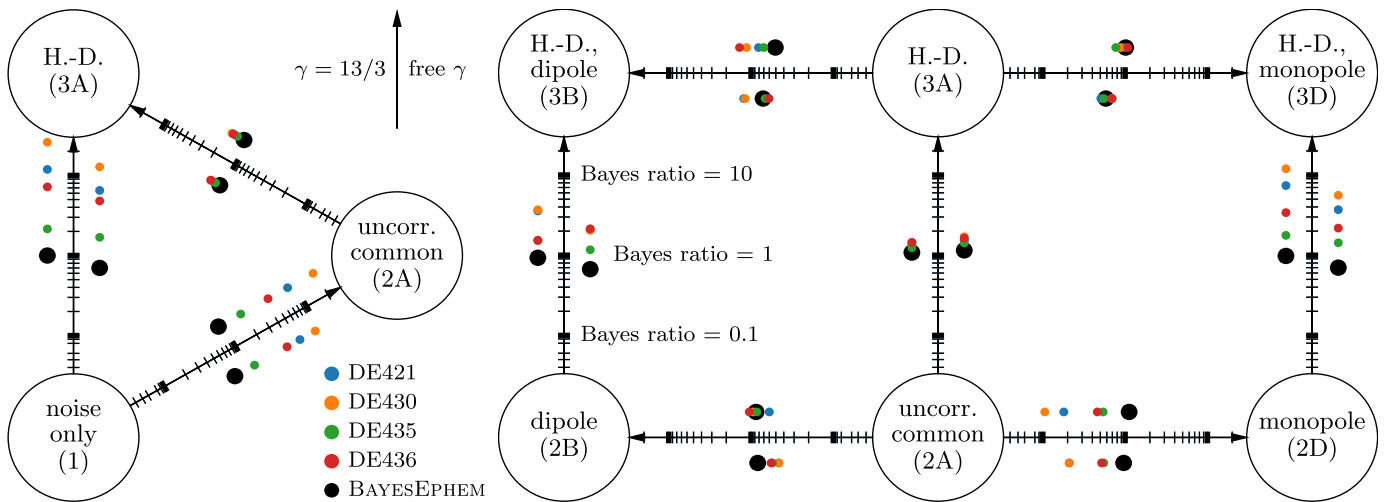 H.-D.
(3A)
γ = 13/3
free γ
uncorr.
common
(2A)
noise
only
(1)
DE421
DE430
DE435
DE436
BAYESEPHEM
H.-D.,
dipole
(3B)
H.-D.
(3A)
H.-D.,
monopole
(3D)
Bayes ratio = 10
Bayes ratio = 1
Bayes ratio = 0.1
dipole
(2B)
uncorr.
common
(2A)
monopole
(2D)